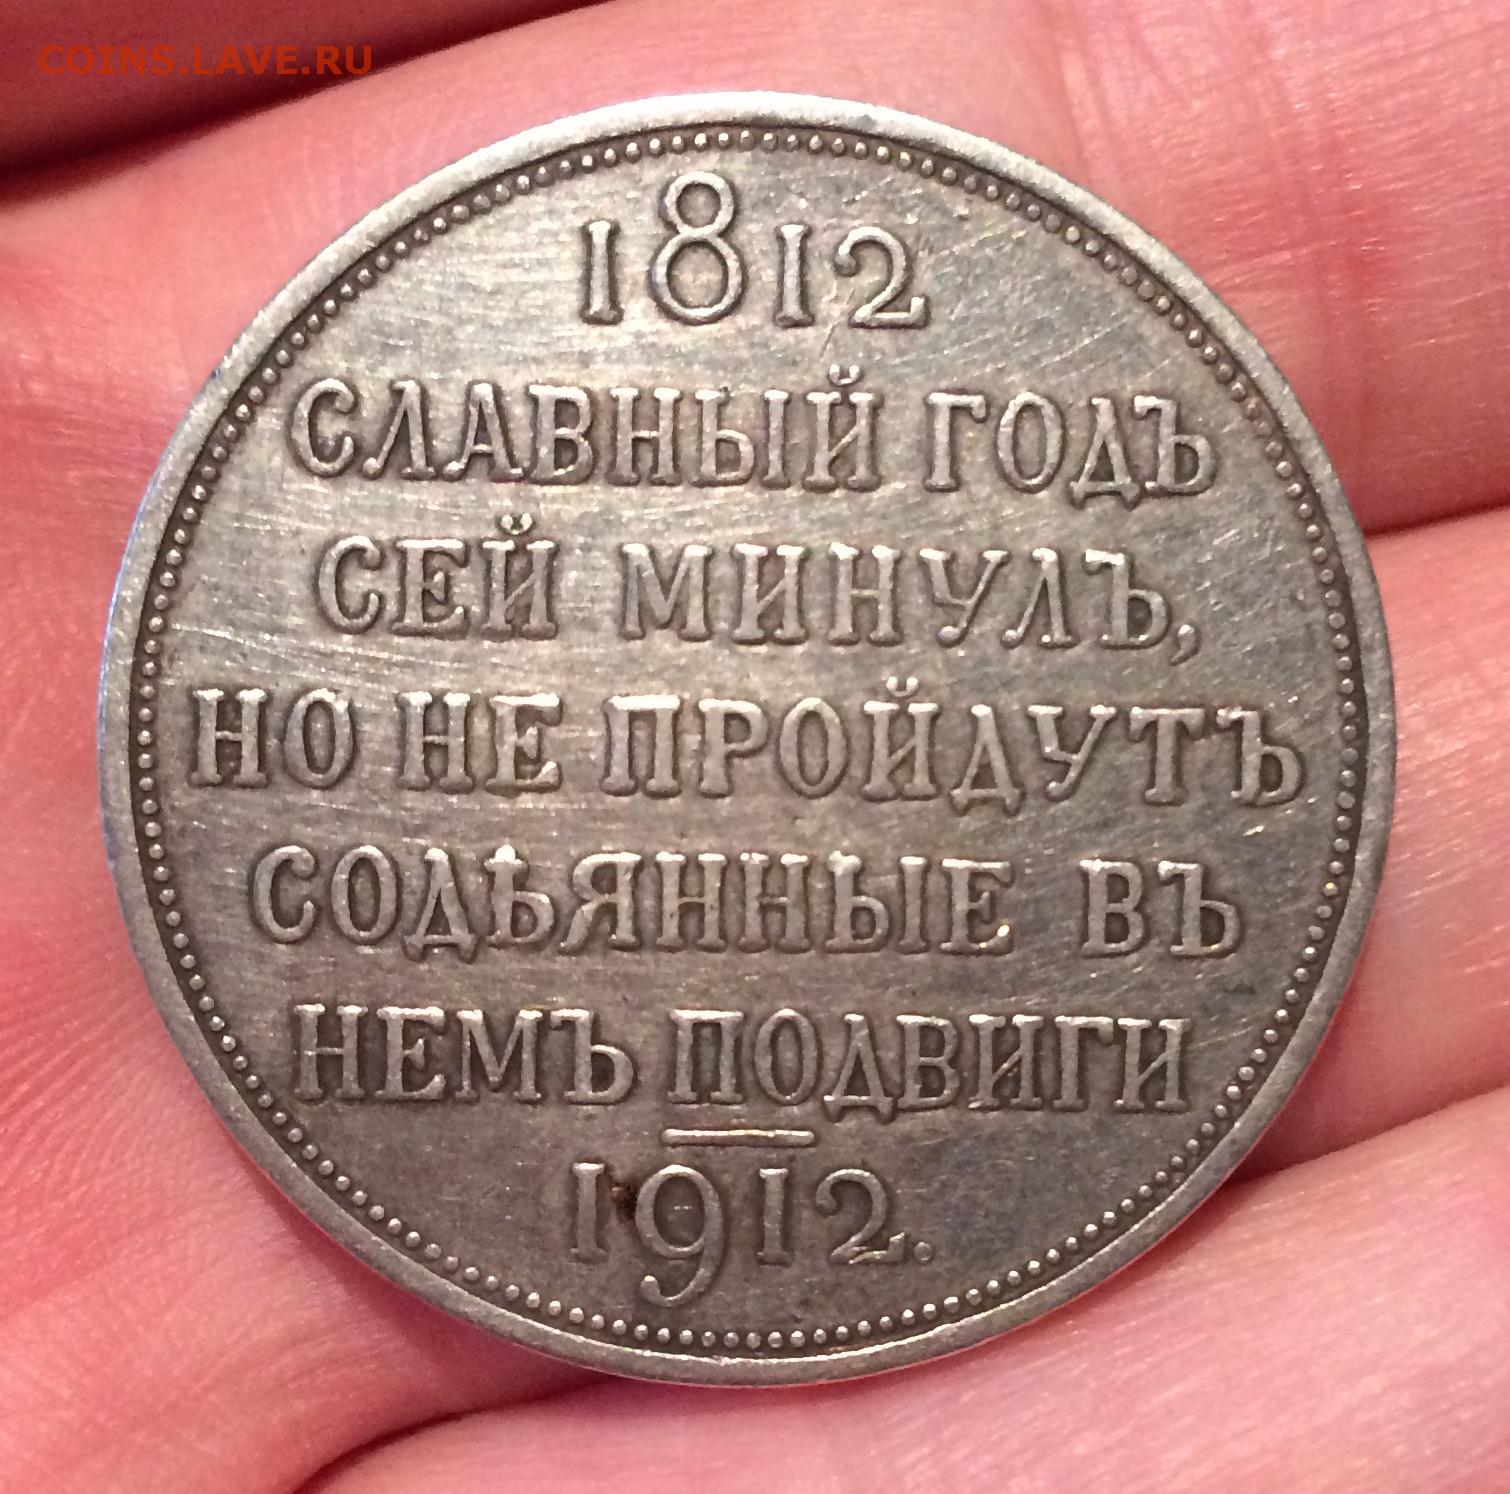 COINS.LAVE.RU
1812
СЛАВНЫЙ ГОДЪ
СЕЙ МИНУЛЪ,
НО НЕ ПРОЙДУТЪ
СОДѢЯННЫЕ ВЪ
НЕМЪ ПОДВИГИ
1912.